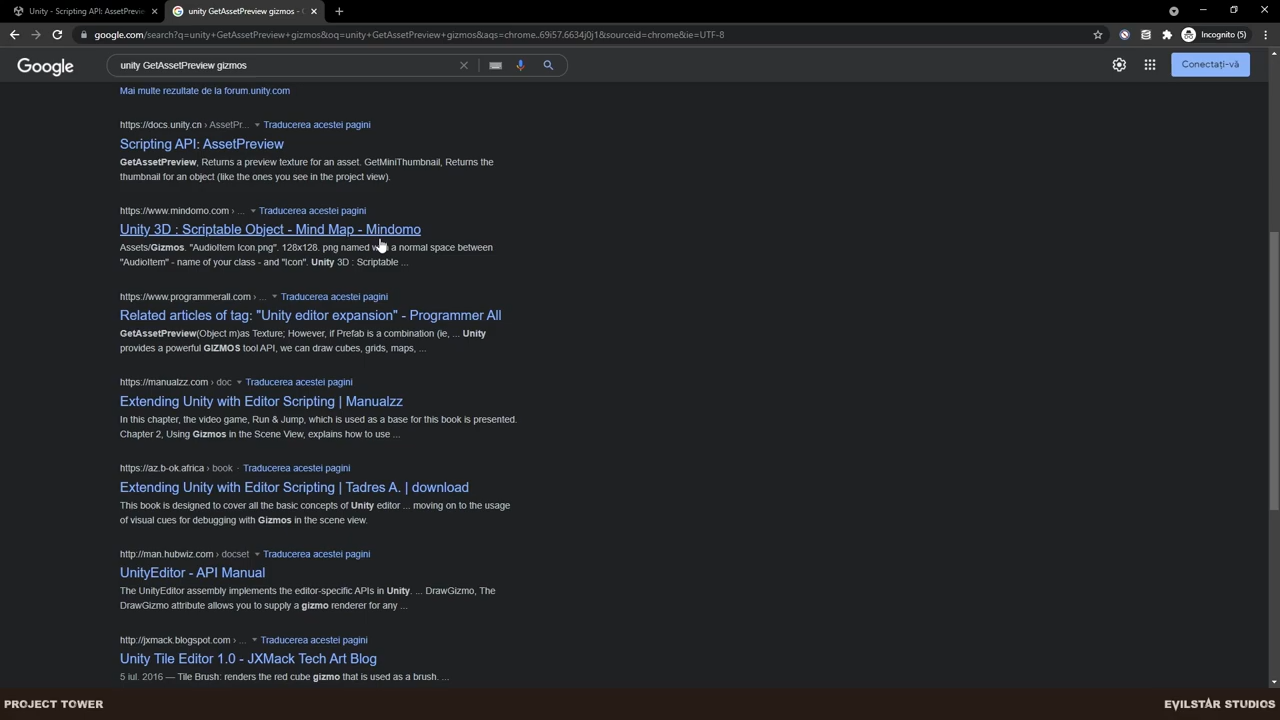 Unity - Scripting API: AssetPreview
unity GetAssetPreview gizmos -
Incognito (5)
google.com/search?q=unity+GetAssetPreview+gizmos&oq=unity+GetAssetPreview+gizmos&aqs=chrome..69i57.6634j0j1&sourceid=chrome&ie=UTF-8
Google
unity GetAssetPreview gizmos
Conectați-vă
Mai multe rezultate de la forum.unity.com
https://docs.unity.cn › AssetPr... Traducerea acestei pagini
Scripting API: AssetPreview
GetAssetPreview, Returns a preview texture for an asset. GetMiniThumbnail, Returns the
thumbnail for an object (like the ones you see in the project view).
https://www.mindomo.com › ... Traducerea acestei pagini
Unity 3D : Scriptable Object - Mind Map - Mindomo
Assets/Gizmos. "AudioItem Icon.png". 128x128. png named a normal space between
"AudioItem" - name of your class - and "Icon". Unity 3D : Scriptable ...
https://www.programmerall.com › ... Traducerea acestei pagini
Related articles of tag: "Unity editor expansion" - Programmer All
GetAssetPreview(Object m)as Texture; However, if Prefab is a combination (ie, ... Unity
provides a powerful GIZMOS tool API, we can draw cubes, grids, maps, ...
https://manualzz.com › doc Traducerea acestei pagini
Extending Unity with Editor Scripting | Manualzz
In this chapter, the video game, Run & Jump, which is used as a base for this book is presented.
Chapter 2, Using Gizmos in the Scene View, explains how to use ...
https://az.b-ok.africa › book · Traducerea acestei pagini
Extending Unity with Editor Scripting | Tadres A. | download
This book is designed to cover all the basic concepts of Unity editor ... moving on to the usage
of visual cues for debugging with Gizmos in the scene view.
http://man.hubwiz.com › docset Traducerea acestei pagini
UnityEditor - API Manual
The UnityEditor assembly implements the editor-specific APIs in Unity. ... DrawGizmo, The
DrawGizmo attribute allows you to supply a gizmo renderer for any ...
http://jxmack.blogspot.com › ... Traducerea acestei pagini
Unity Tile Editor 1.0 - JXMack Tech Art Blog
5 iul. 2016 — Tile Brush: renders the red cube gizmo that is used as a brush. ...
PROJECT TOWER
EVILSTAR STUDIOS